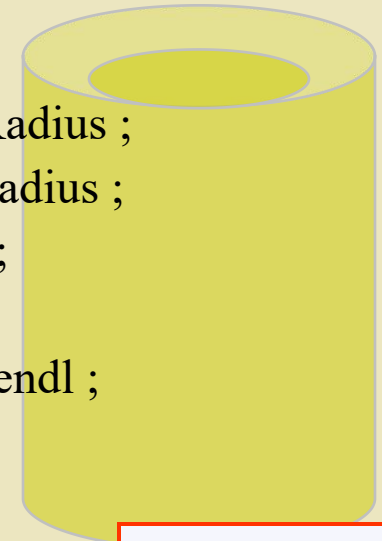 adius ;
adius ;
;
endl ;